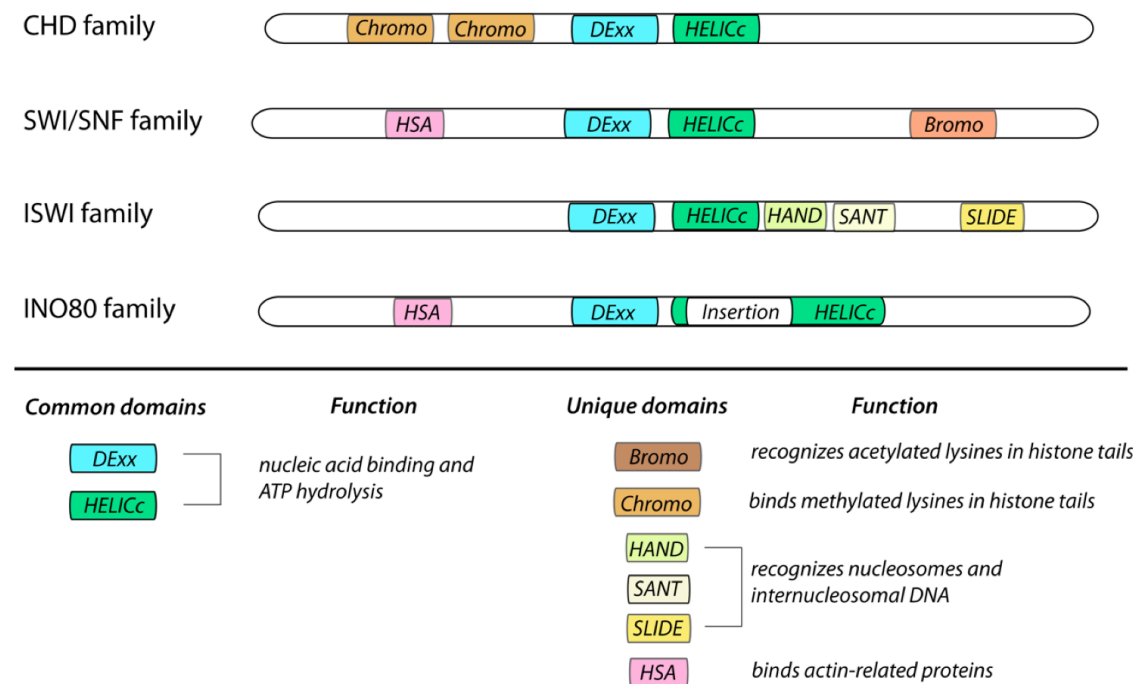 CHD family
Chromo Chromo DExx HELICc
SWI/SNF family
HSA DExx HELICc Bromo
ISWI family
DExx HELICc HAND SANT SLIDE
INO80 family
HSA DExx Insertion HELICc
Common domains Function Unique domains Function
DExx
HELICc
nucleic acid binding and
ATP hydrolysis
Bromo recognizes acetylated lysines in histone tails
Chromo binds methylated lysines in histone tails
HAND
SANT
SLIDE
recognizes nucleosomes and
internucleosomal DNA
HSA binds actin-related proteins